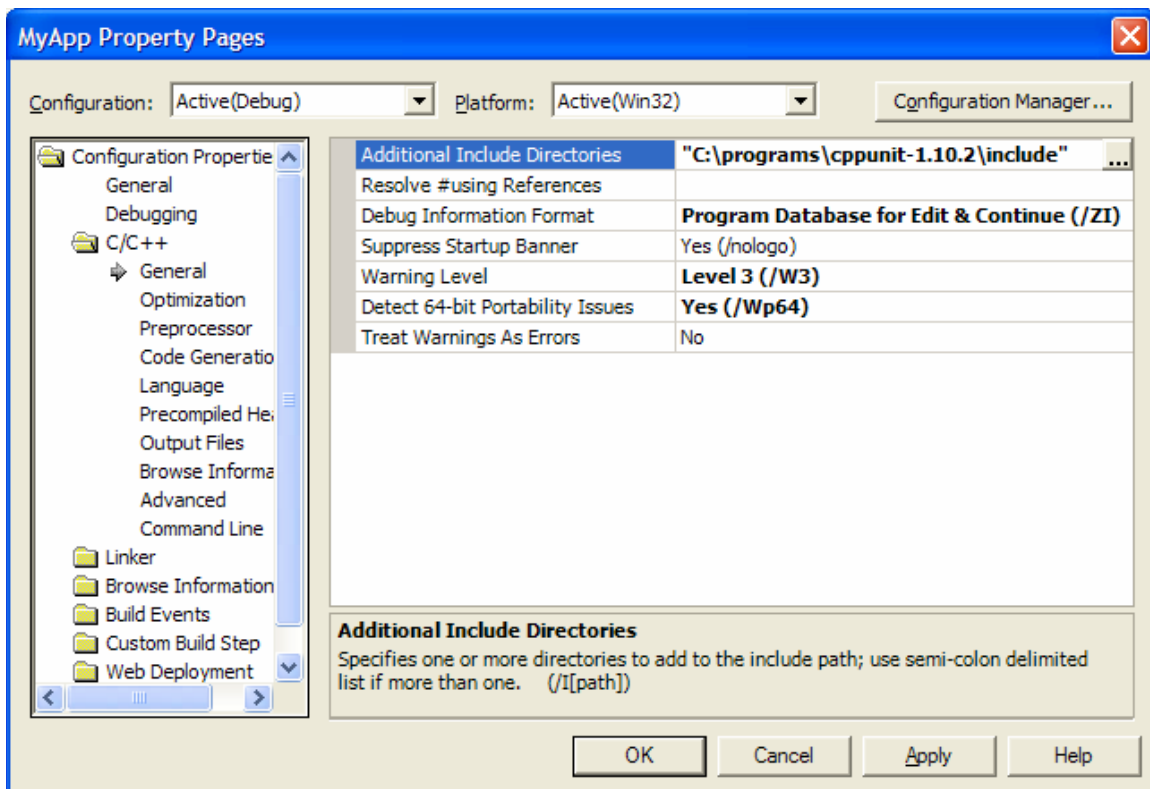 MyApp Property Pages
Configuration: Active(Debug) Platform: Active(Win32) Configuration Manager...
Configuration Propertie
General
Debugging
C/C++
General
Optimization
Preprocessor
Code Generatio
Language
Precompiled Hea
Output Files
Browse Informa
Advanced
Command Line
Linker
Browse Information
Build Events
Custom Build Step
Web Deployment
Additional Include Directories "C:\programs\cppunit-1.10.2\include" ...
Resolve #using References
Debug Information Format Program Database for Edit & Continue (/ZI)
Suppress Startup Banner Yes (/nologo)
Warning Level Level 3 (/W3)
Detect 64-bit Portability Issues Yes (/Wp64)
Treat Warnings As Errors No
Additional Include Directories
Specifies one or more directories to add to the include path; use semi-colon delimited
list if more than one. (/I[path])
OK Cancel Apply Help